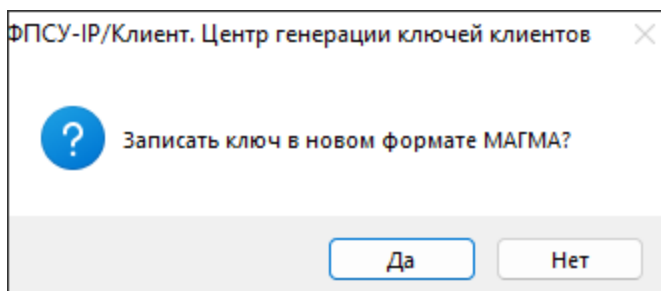 ФПСУ-IP/Клиент. Центр генерации ключей клиентов
Записать ключ в новом формате МАГМА?
Да
Нет